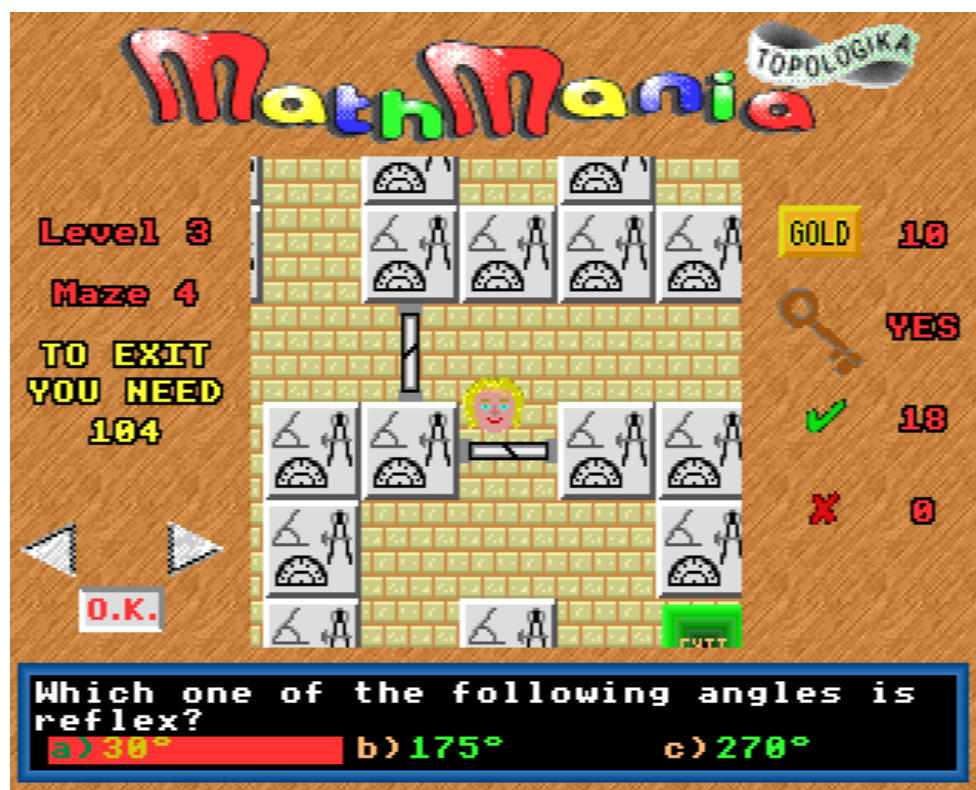 MathMania
TOPOLOGIKA
Level 3
Maze 4
TO EXIT
YOU NEED
104
O.K.
GOLD 10
YES
18
0
EXIT
Which one of the following angles is
reflex?
a)30° b)175° c)270°